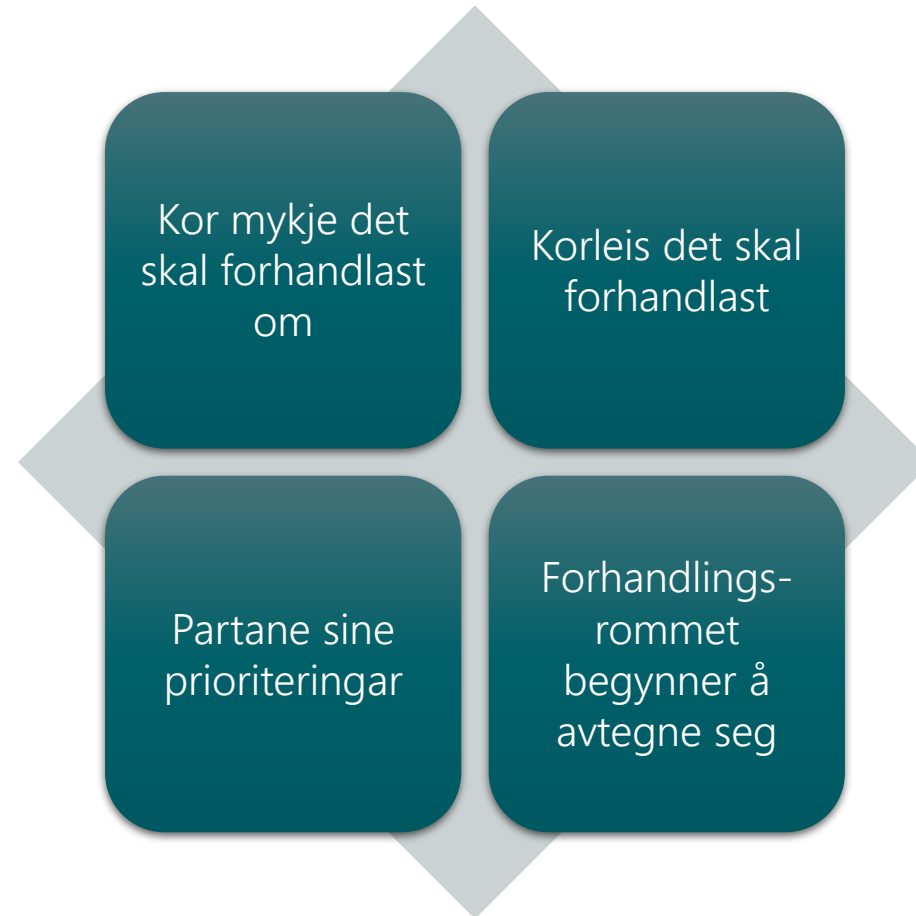 Kor mykje det
skal forhandlast
om
Korleis det skal
forhandlast
Partane sine
prioriteringar
Forhandlings-
rommet
begynner å
avtegne seg